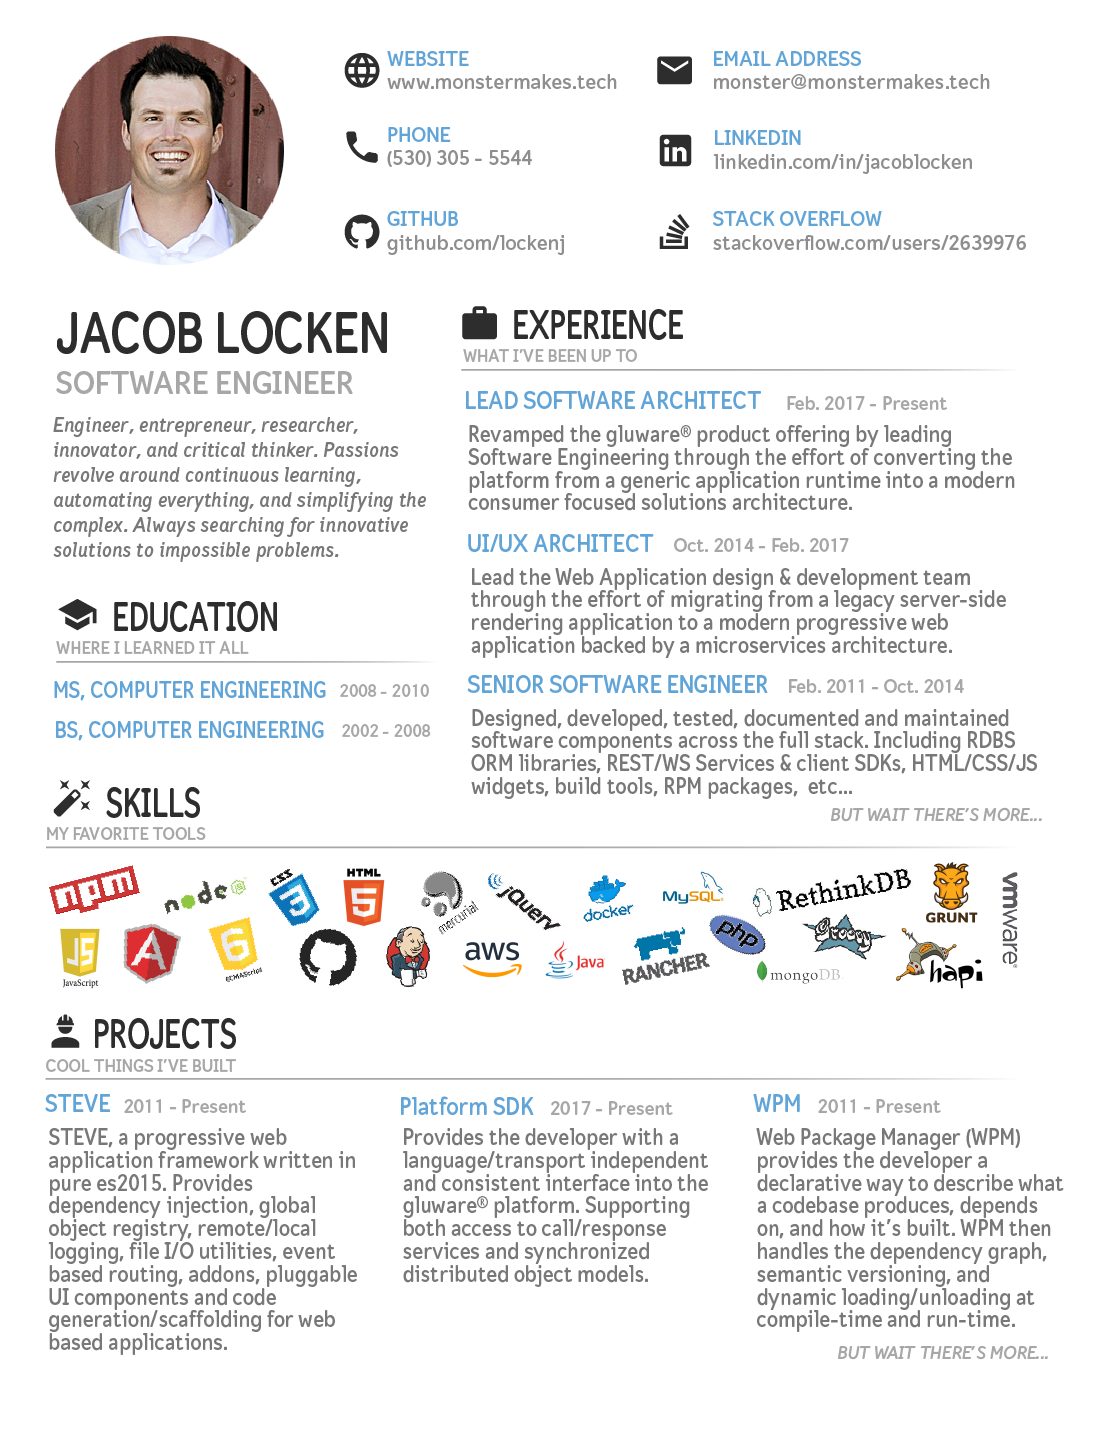 WEBSITE
www.monstermakes.tech
EMAIL ADDRESS
monster@monstermakes.tech
PHONE
(530) 305 - 5544
LINKEDIN
linkedin.com/in/jacoblocken
GITHUB
github.com/lockenj
STACK OVERFLOW
stackoverflow.com/users/2639976
JACOB LOCKEN
SOFTWARE ENGINEER
Engineer, entrepreneur, researcher,
innovator, and critical thinker. Passions
revolve around continuous learning,
automating everything, and simplifying the
complex. Always searching for innovative
solutions to impossible problems.
EDUCATION
WHERE I LEARNED IT ALL
MS, COMPUTER ENGINEERING 2008 - 2010
BS, COMPUTER ENGINEERING 2002 - 2008
EXPERIENCE
WHAT I'VE BEEN UP TO
LEAD SOFTWARE ARCHITECT Feb. 2017 - Present
Revamped the gluware® product offering by leading
Software Engineering through the effort of converting the
platform from a generic application runtime into a modern
consumer focused solutions architecture.
UI/UX ARCHITECT Oct. 2014 - Feb. 2017
Lead the Web Application design & development team
through the effort of migrating from a legacy server-side
rendering application to a modern progressive web
application backed by a microservices architecture.
SENIOR SOFTWARE ENGINEER Feb. 2011 - Oct. 2014
Designed, developed, tested, documented and maintained
software components across the full stack. Including RDBS
ORM libraries, REST/WS Services & client SDKs, HTML/CSS/JS
widgets, build tools, RPM packages, etc...
BUT WAIT THERE'S MORE...
SKILLS
MY FAVORITE TOOLS
npm
node
JS
CSS
3
HTML
5
mercurial
jQuery
docker
MySQL
RethinkDB
GRUNT
vmware
JS
JavaScript
A
6
ECMAScript
aws
Java
RANCHER
php
mongoDB
Groovy
hapi
PROJECTS
COOL THINGS I'VE BUILT
STEVE 2011 - Present
STEVE, a progressive web
application framework written in
pure es2015. Provides
dependency injection, global
object registry, remote/local
logging, file I/O utilities, event
based routing, addons, pluggable
UI components and code
generation/scaffolding for web
based applications.
Platform SDK 2017 - Present
Provides the developer with a
language/transport independent
and consistent interface into the
gluware® platform. Supporting
both access to call/response
services and synchronized
distributed object models.
WPM 2011 - Present
Web Package Manager (WPM)
provides the developer a
declarative way to describe what
a codebase produces, depends
on, and how it's built. WPM then
handles the dependency graph,
semantic versioning, and
dynamic loading/unloading at
compile-time and run-time.
BUT WAIT THERE'S MORE...